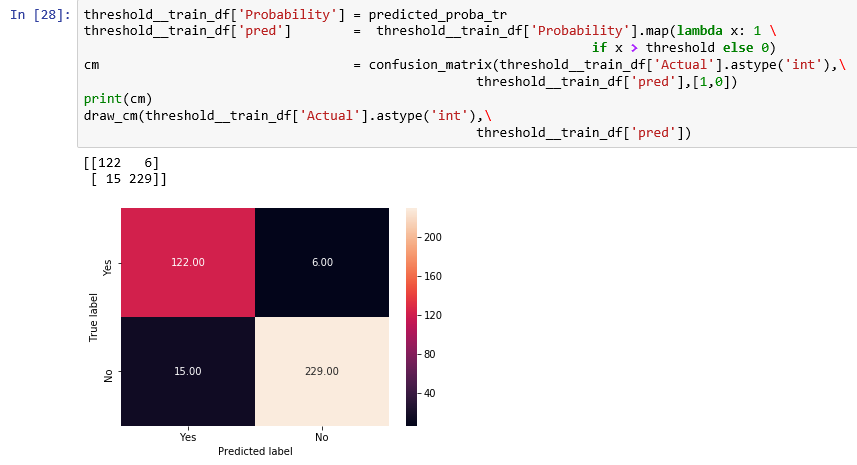 In [28]: threshold__train_df['Probability'] = predicted_proba_tr
threshold__train_df['pred']        =  threshold__train_df['Probability'].map(lambda x: 1 \
if x > threshold else 0)
cm                                 = confusion_matrix(threshold__train_df['Actual'].astype('int'),\
threshold__train_df['pred'],[1,0])
print(cm)
draw_cm(threshold__train_df['Actual'].astype('int'),\
threshold__train_df['pred'])
[[122   6]
 [ 15 229]]
Yes
122.00
6.00
No
15.00
229.00
True label
Yes
No
Predicted label
200
160
120
80
40